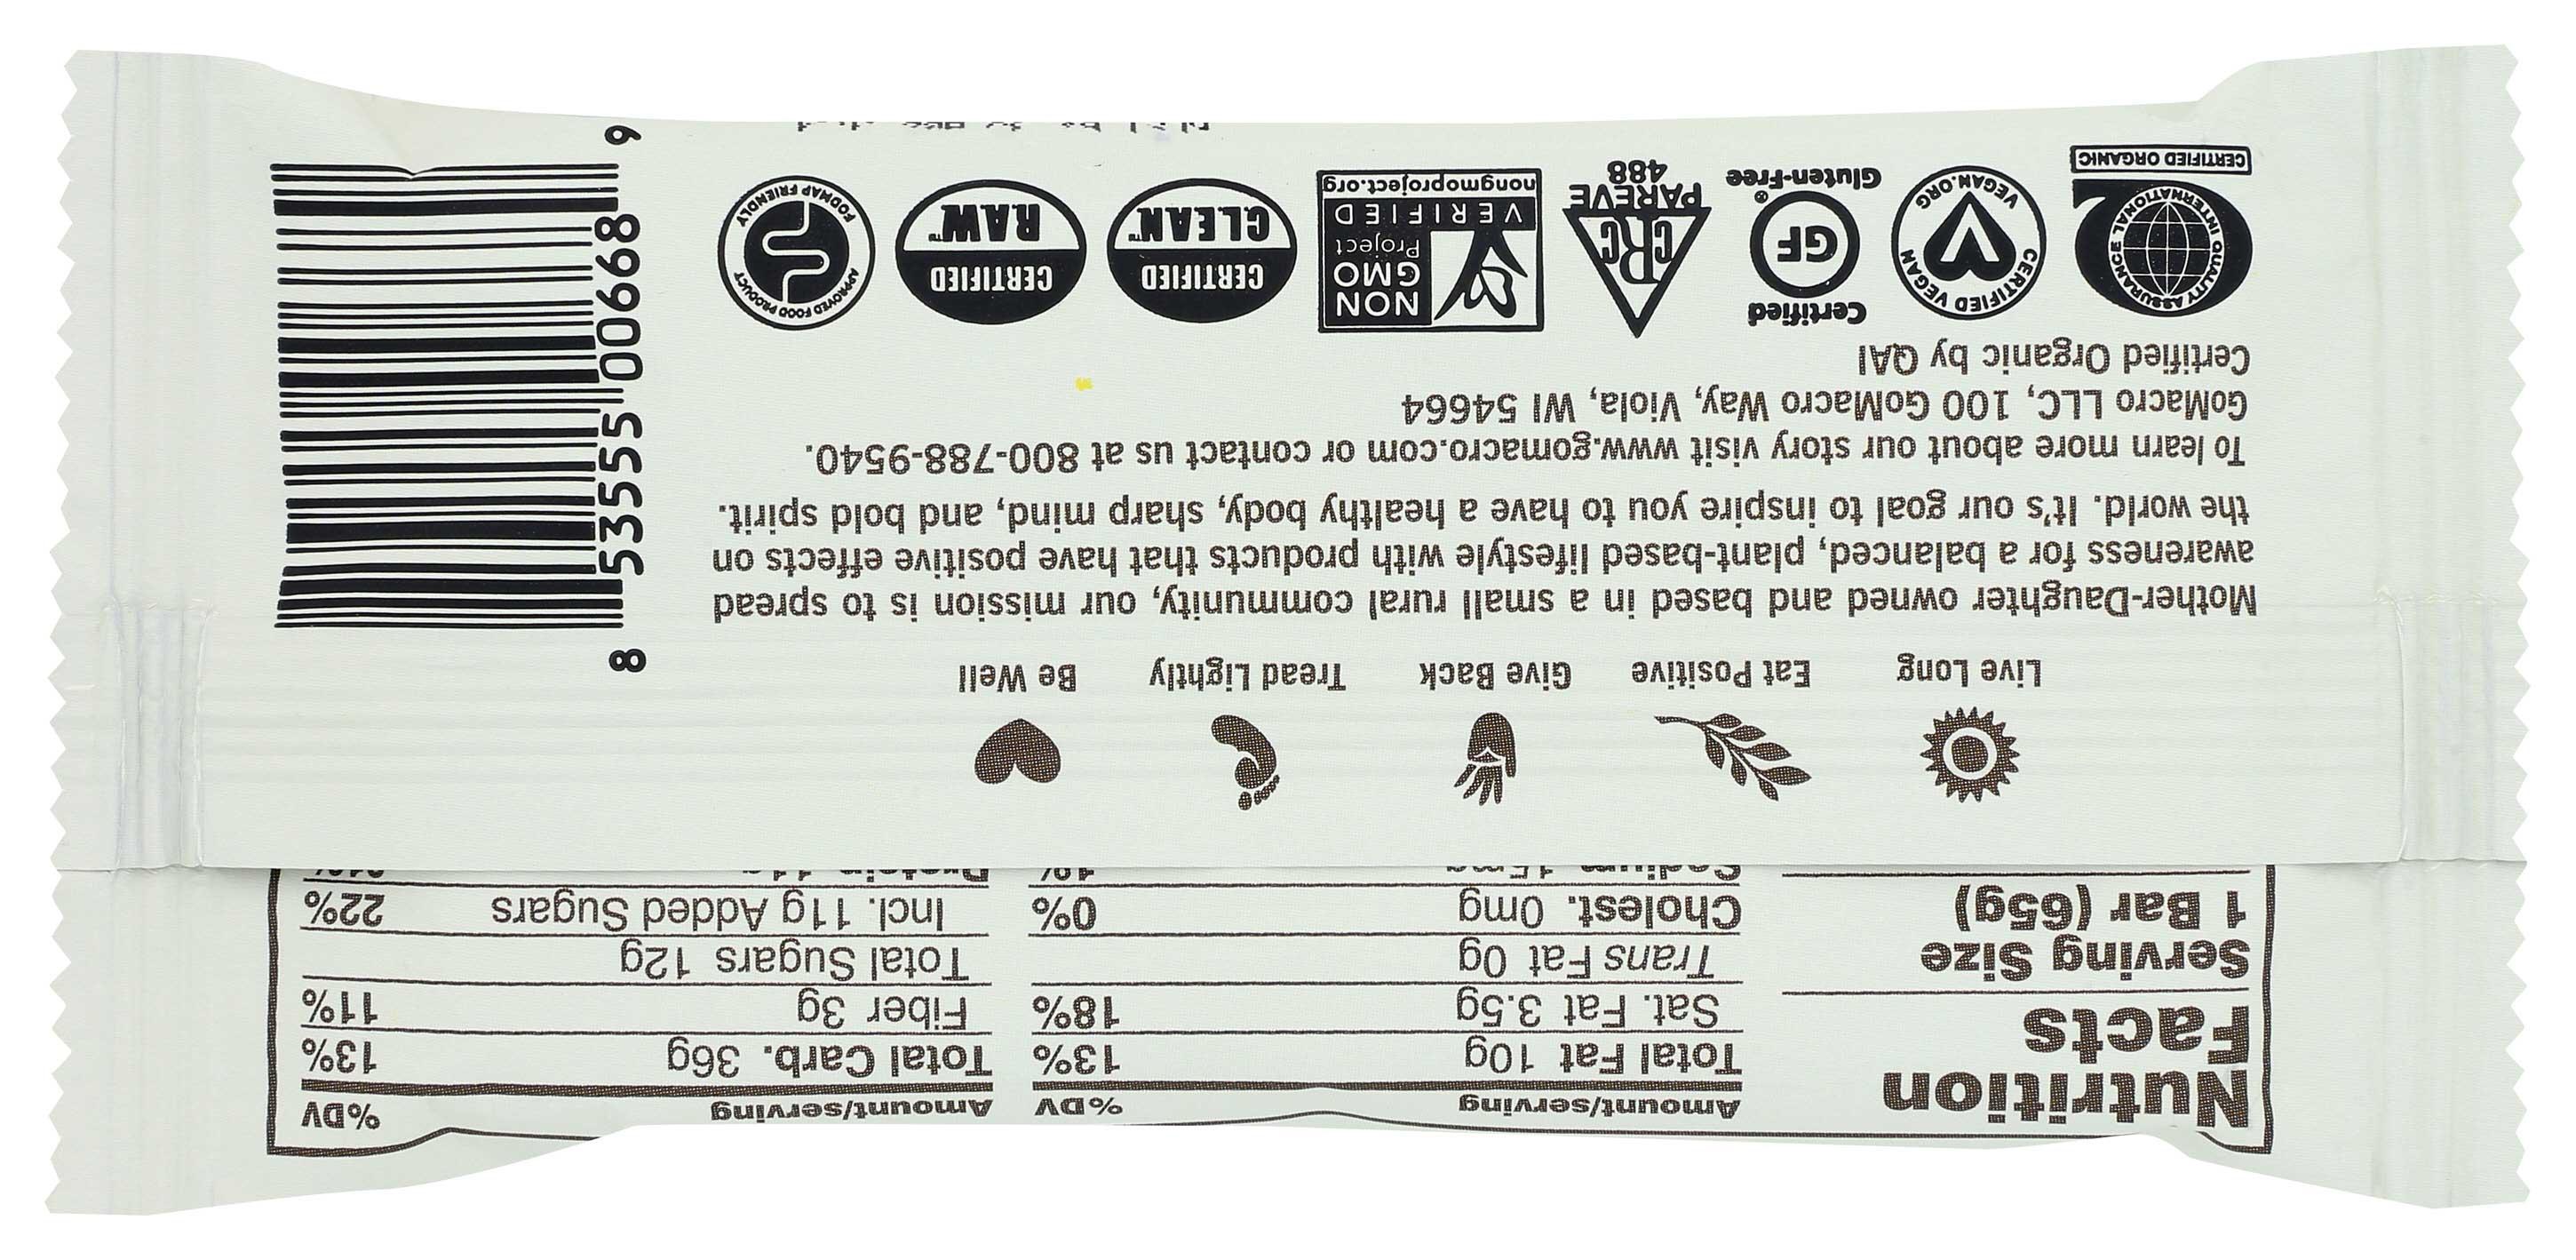 Nutrition
Facts
Serving Size
1 Bar (65g)
Amount/serving %DV
Total Fat 10g 13%
Sat. Fat 3.5g 18%
Trans Fat 0g
Cholest. 0mg 0%
Sodium 15mg 1%
Amount/serving %DV
Total Carb. 36g 13%
Fiber 3g 11%
Total Sugars 12g
Incl. 11g Added Sugars 22%
Protein 11g
Live Long
Eat Positive
Give Back
Tread Lightly
Be Well
Mother-Daughter owned and based in a small rural community, our mission is to spread
awareness for a balanced, plant-based lifestyle with products that have positive effects on
the world. It's our goal to inspire you to have a healthy body, sharp mind, and bold spirit.
To learn more about our story visit www.gomacro.com or contact us at 800-788-9540.
GoMacro LLC, 100 GoMacro Way, Viola, WI 54664
Certified Organic by QAI
QUALITY ASSURANCE INTERNATIONAL
CERTIFIED ORGANIC
CERTIFIED VEGAN
VEGAN.ORG
Certified
GF®
Gluten-Free
CRC
PAREVE
488
NON
GMO
Project
VERIFIED
nongmoproject.org
CERTIFIED
CLEAN™
CERTIFIED
RAW™
APPROVED FOOD PRODUCT
FODMAP FRIENDLY
8 53555 00668 9